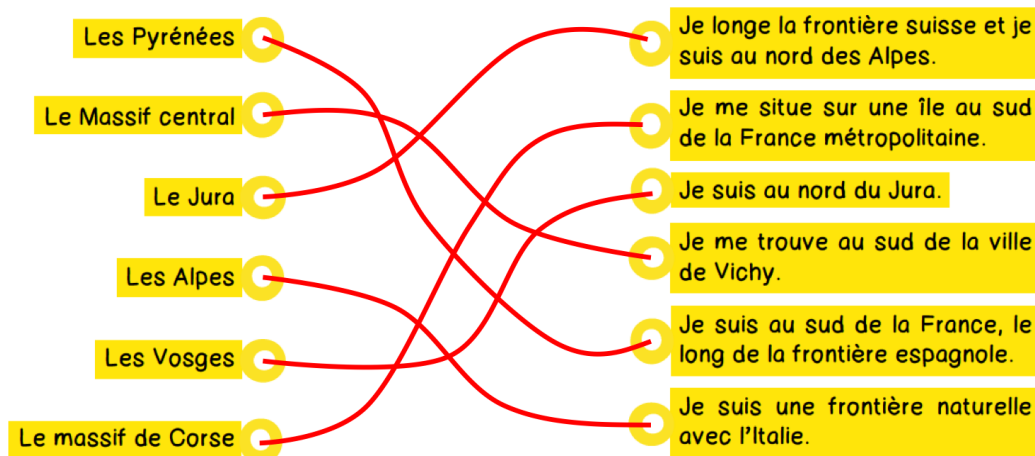 Les Pyrénées
Le Massif central
Le Jura
Les Alpes
Les Vosges
Le massif de Corse
Je longe la frontière suisse et je
suis au nord des Alpes.
Je me situe sur une île au sud
de la France métropolitaine.
Je suis au nord du Jura.
Je me trouve au sud de la ville
de Vichy.
Je suis au sud de la France, le
long de la frontière espagnole.
Je suis une frontière naturelle
avec l'Italie.